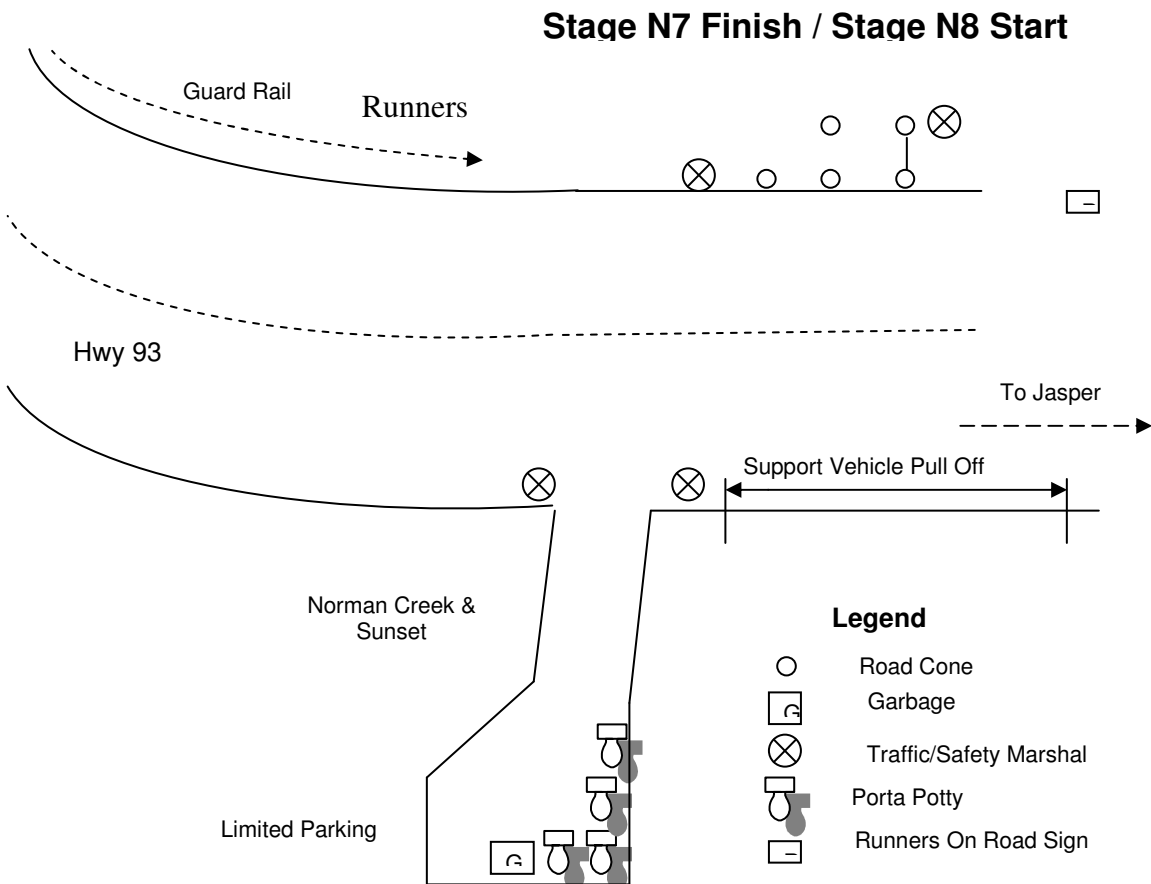 Stage N7 Finish / Stage N8 Start
Guard Rail
Runners
Hwy 93
To Jasper
Support Vehicle Pull Off
Norman Creek &
Sunset
Legend
Road Cone
Garbage
G
Traffic/Safety Marshal
Porta Potty
Runners On Road Sign
Limited Parking
G